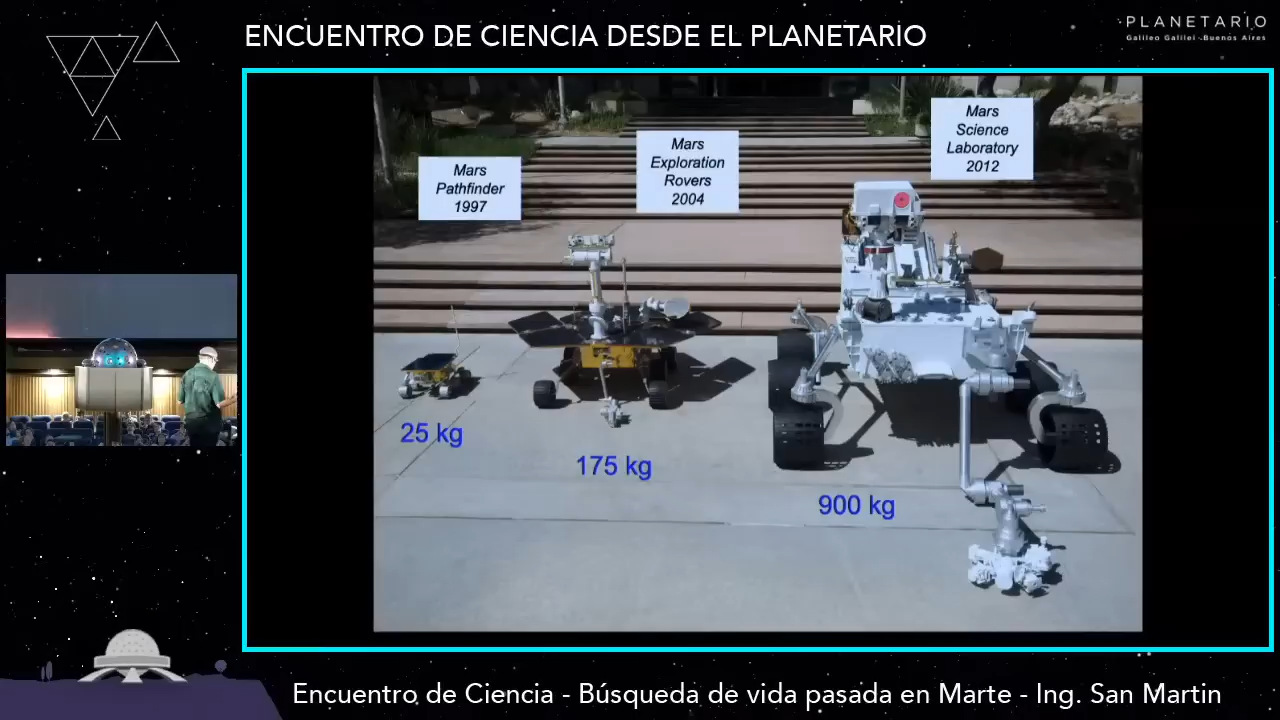 ENCUENTRO DE CIENCIA DESDE EL PLANETARIO
PLANETARIO
Galileo Galilei - Buenos Aires
Mars
Pathfinder
1997
Mars
Exploration
Rovers
2004
Mars
Science
Laboratory
2012
25 kg
175 kg
900 kg
Encuentro de Ciencia - Búsqueda de vida pasada en Marte - Ing. San Martin